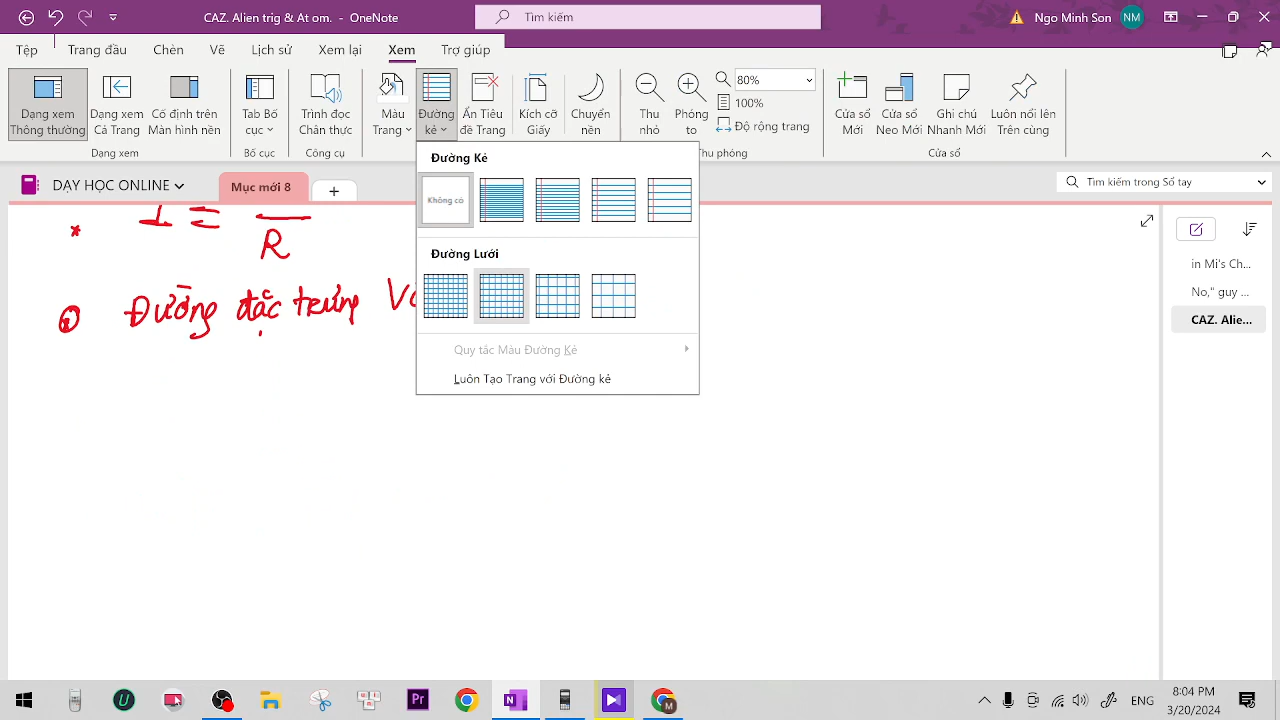 CAZ. Alien trig & At om. - OneNote
Tìm kiếm
Ngo Minh Son
NM
Tệp
Trang đầu
Chèn
Vẽ
Lịch sử
Xem lại
Xem
Trợ giúp
Dạng xem Thông thường
Dạng xem Cả Trang
Cố định trên Màn hình nền
Tab Bố cục
Trình đọc Chân thực
Màu Trang
Đường kẻ
Ẩn Tiêu đề Trang
Kích cỡ Giấy
Chuyển nền
Thu nhỏ
Phóng to
80%
100%
Độ rộng trang
Cửa sổ Mới
Cửa sổ Neo Mới
Ghi chú Nhanh Mới
Luôn nổi lên Trên cùng
Dạng xem
Bố cục
Công cụ
Thu phóng
Cửa sổ
Đường Kẻ
Không có
Đường Lưới
Quy tắc Màu Đường Kẻ
Luôn Tạo Trang với Đường kẻ
DẠY HỌC ONLINE
Mục mới 8
+
Tìm kiếm trong Sổ tay
in Mi's Ch...
No," guy ...
CAZ. Alie...
* I =
R
Đường đặc trưng
Pr
M
ENG
8:04 PM
3/20/2024